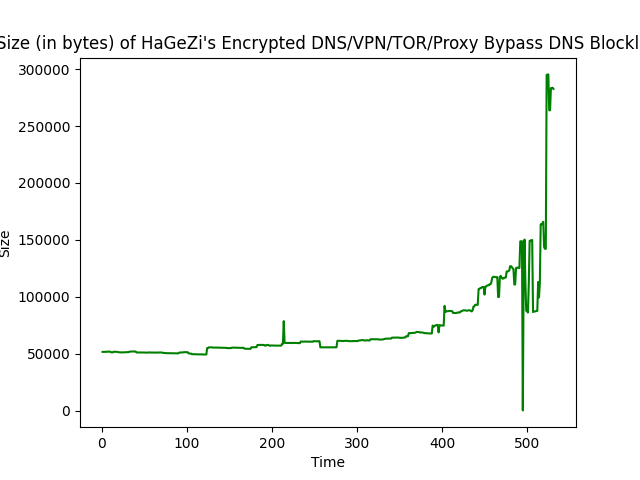 Size (in bytes) of HaGeZi's Encrypted DNS/VPN/TOR/Proxy Bypass DNS Blockl
300000
250000
200000
150000
100000
50000
0
Size
0 100 200 300 400 500
Time